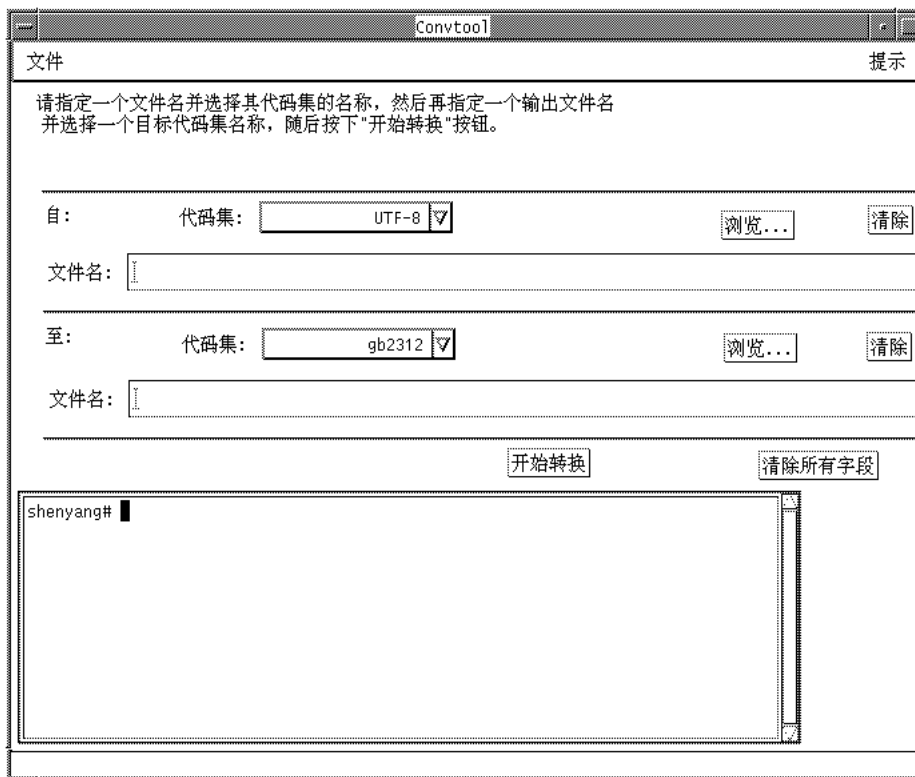 Convtool
文件 提示
请指定一个文件名并选择其代码集的名称，然后再指定一个输出文件名
并选择一个目标代码集名称，随后按下"开始转换"按钮。
自： 代码集： UTF-8 浏览... 清除
文件名：
至： 代码集： gb2312 浏览... 清除
文件名：
开始转换 清除所有字段
shenyang#